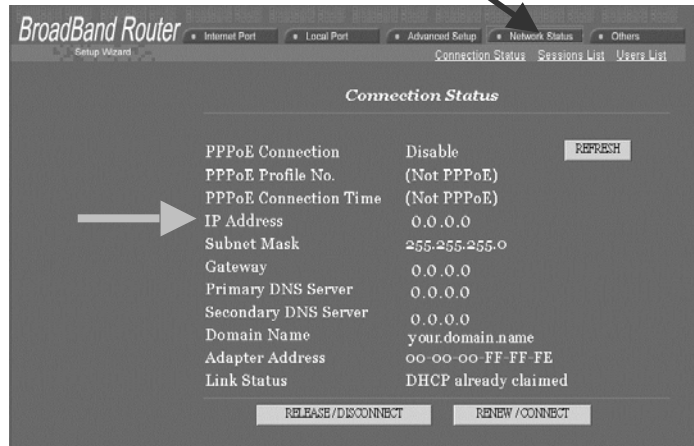 BroadBand Router
Setup Wizard
Internet Port Local Port Advanced Setup Network Status Others
Connection Status Sessions List Users List
Connection Status
PPPoE Connection Disable REFRESH
PPPoE Profile No. (Not PPPoE)
PPPoE Connection Time (Not PPPoE)
IP Address 0.0.0.0
Subnet Mask 255.255.255.0
Gateway 0.0.0.0
Primary DNS Server 0.0.0.0
Secondary DNS Server 0.0.0.0
Domain Name your.domain.name
Adapter Address 00-00-00-FF-FF-FE
Link Status DHCP already claimed
RELEASE/DISCONNECT RENEW/CONNECT